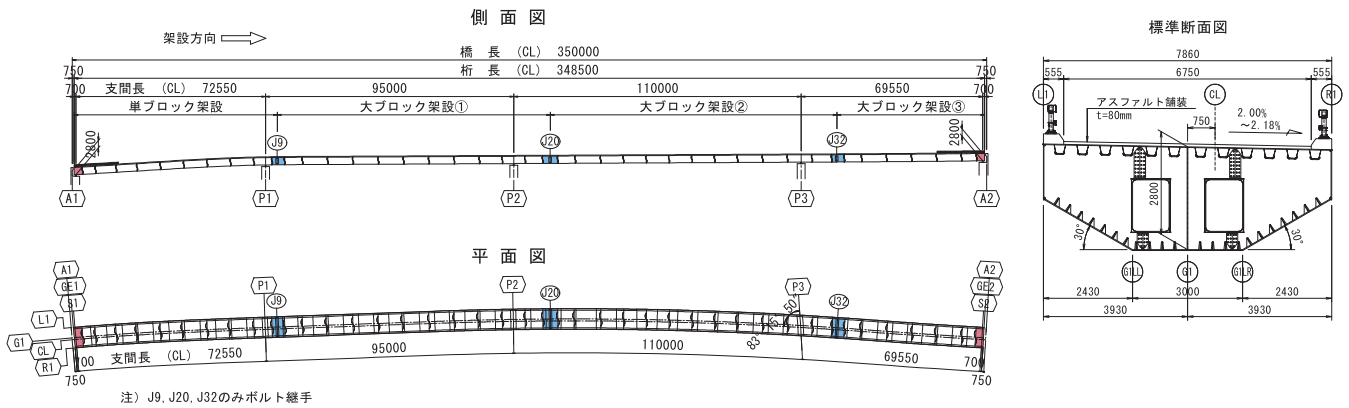 側面図
架設方向
橋長 (CL) 350000
750 桁長 (CL) 348500 750
700 支間長 (CL) 72550 95000 110000 69550 700
単ブロック架設 大ブロック架設① 大ブロック架設② 大ブロック架設③
2800 J9 J20 J32 2800
A1 P1 P2 P3 A2
平面図
A1 P1 P2 P3 A2
GE1 J9 J20 J32 GE2
S1 S2
L1
G1
CL
R1
83 75 50
700 支間長 (CL) 72550 95000 110000 69550 700
750 750
注) J9, J20, J32のみボルト継手
標準断面図
7860
555 6750 555
L1 CL R1
アスファルト舗装
t=80mm
750
2.00%
～2.18%
2800
30° 30°
G1LL G1 G1LR
2430 3000 2430
3930 3930